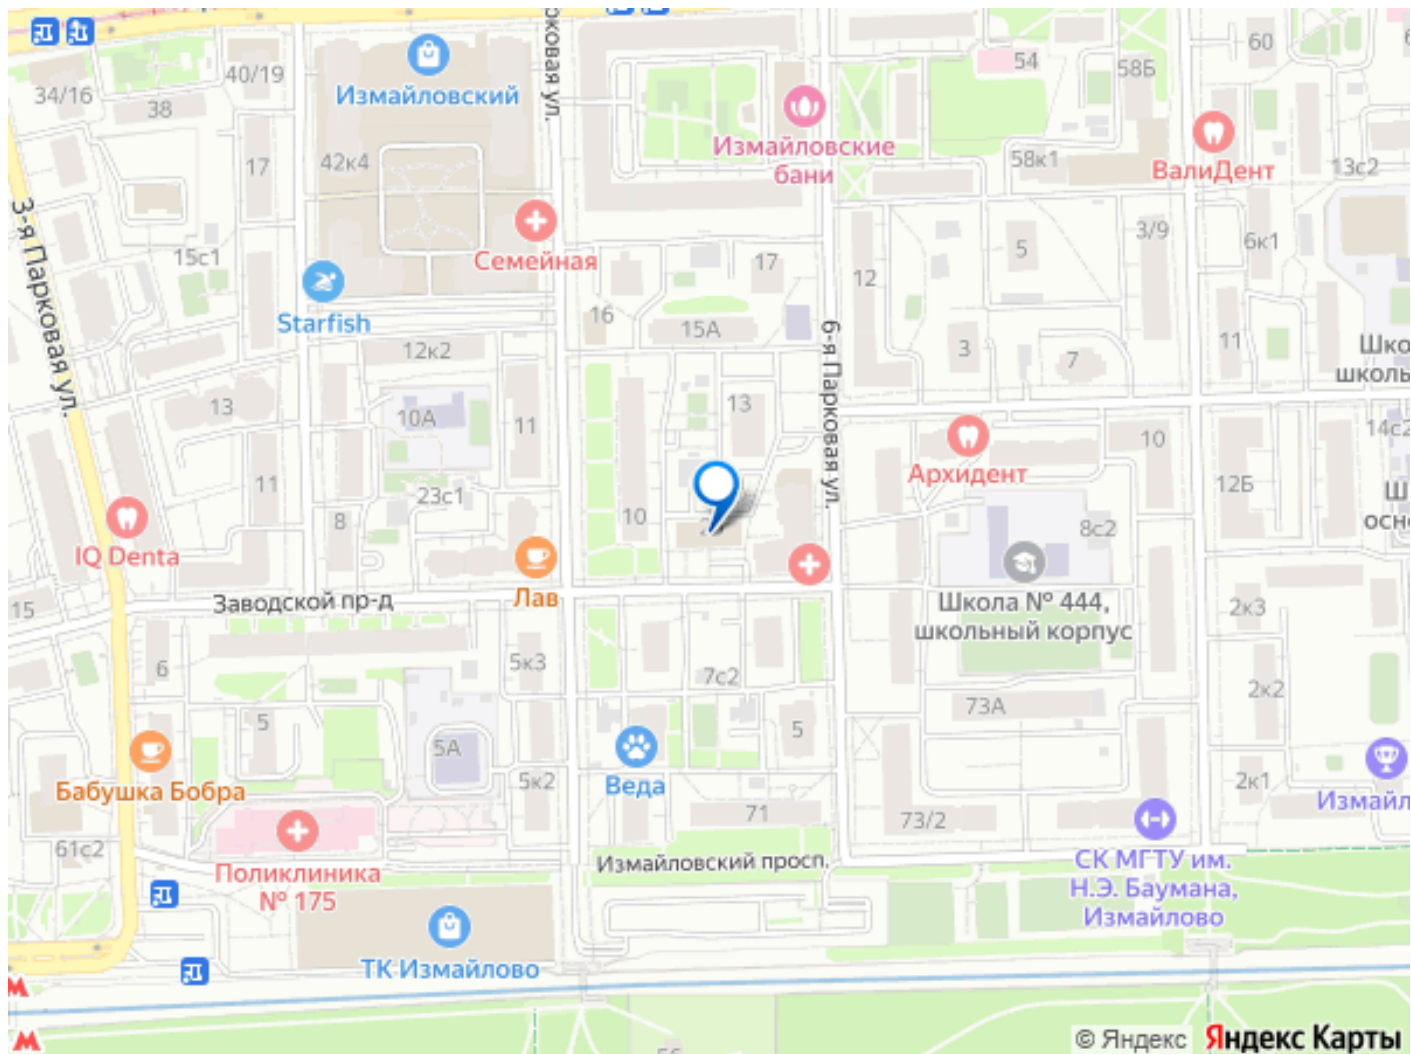 34/16
38
40/19
Измайловский
42к4
17
15с1
3-я Парковая ул.
рковая ул.
Семейная
Starfish
Измайловские
бани
54
58Б
60
58к1
ВалиДент
13с2
3/9
6к1
5
12
17
16
15А
6-я Парковая ул.
3
7
11
Шко
школь
12к2
13
10А
11
13
Архидент
10
14с2
12Б
Ш
осно
11
23с1
8
10
8с2
IQ Denta
Лав
15
Заводской пр-д
Школа № 444,
школьный корпус
2к3
6
5к3
7с2
2к2
73А
5
5А
5
Бабушка Бобра
5к2
Веда
71
73/2
2к1
Измайл
61с2
Поликлиника
№ 175
Измайловский просп.
СК МГТУ им.
Н.Э. Баумана,
Измайлово
ТК Измайлово
© Яндекс Яндекс Карты